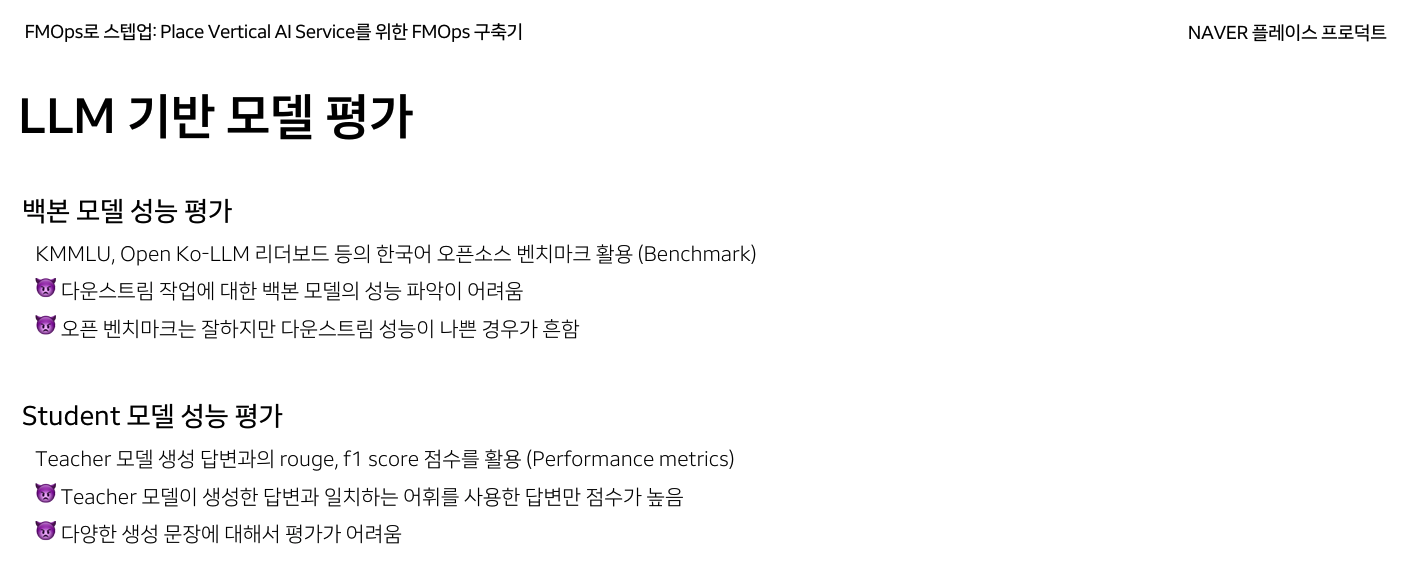 FMOps로 스텝업: Place Vertical AI Service를 위한 FMOps 구축기
NAVER 플레이스 프로덕트
LLM 기반 모델 평가
백본 모델 성능 평가
KMMLU, Open Ko-LLM 리더보드 등의 한국어 오픈소스 벤치마크 활용 (Benchmark)
👿 다운스트림 작업에 대한 백본 모델의 성능 파악이 어려움
👿 오픈 벤치마크는 잘하지만 다운스트림 성능이 나쁜 경우가 흔함
Student 모델 성능 평가
Teacher 모델 생성 답변과의 rouge, f1 score 점수를 활용 (Performance metrics)
👿 Teacher 모델이 생성한 답변과 일치하는 어휘를 사용한 답변만 점수가 높음
👿 다양한 생성 문장에 대해서 평가가 어려움